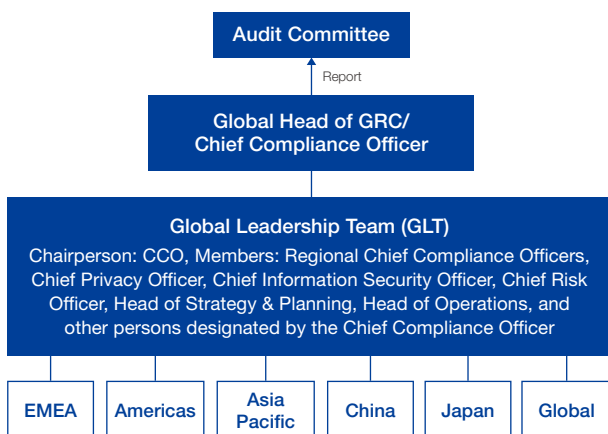 Audit Committee
Report
Global Head of GRC/
Chief Compliance Officer
Global Leadership Team (GLT)
Chairperson: CCO, Members: Regional Chief Compliance Officers,
Chief Privacy Officer, Chief Information Security Officer, Chief Risk
Officer, Head of Strategy & Planning, Head of Operations, and
other persons designated by the Chief Compliance Officer
EMEA
Americas
Asia
Pacific
China
Japan
Global